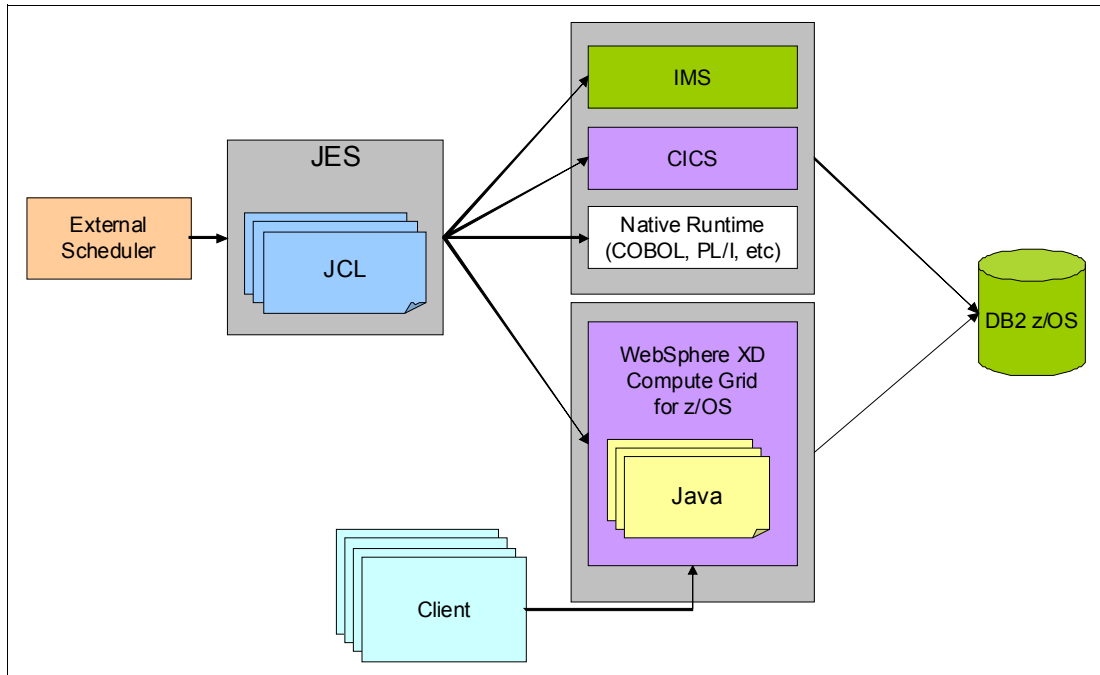 External
Scheduler
JES
JCL
IMS
CICS
Native Runtime
(COBOL, PL/I, etc)
WebSphere XD
Compute Grid
for z/OS
Java
Client
DB2 z/OS